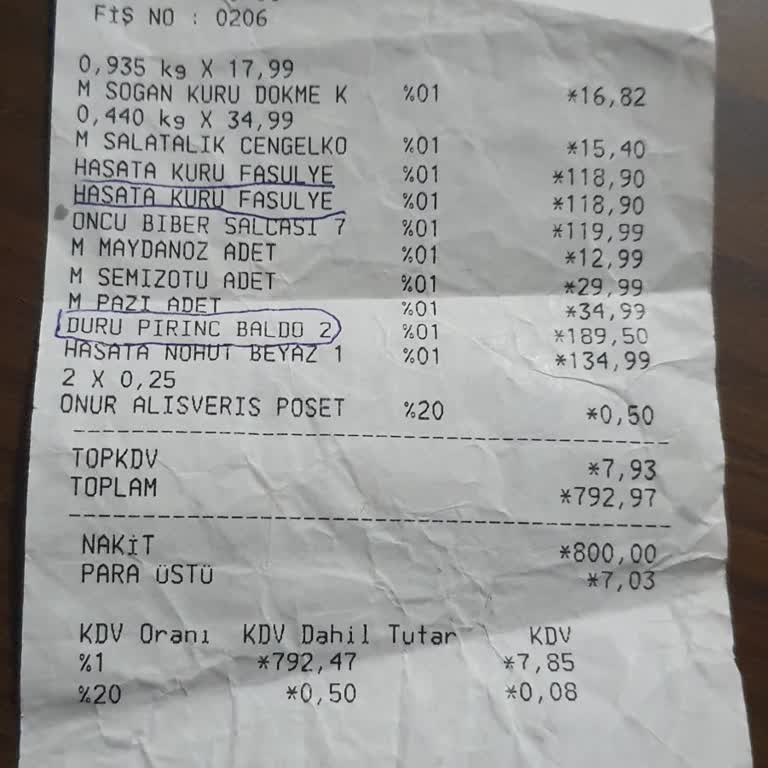 FİŞ NO : 0206
0,935 kg X 17,99
M SOGAN KURU DOKME K %01 *16,82
0,440 kg X 34,99
M SALATALIK CENGELKO %01 *15,40
HASATA KURU FASULYE %01 *118,90
HASATA KURU FASULYE %01 *118,90
ONCU BIBER SALCASI 7 %01 *119,99
M MAYDANOZ ADET %01 *12,99
M SEMIZOTU ADET %01 *29,99
M PAZI ADET %01 *34,99
DURU PIRINC BALDO 2 %01 *189,50
HASATA NOHUT BEYAZ 1 %01 *134,99
2 X 0,25
ONUR ALISVERIS POSET %20 *0,50
TOPKDV *7,93
TOPLAM *792,97
NAKİT *800,00
PARA ÜSTÜ *7,03
KDV Oranı KDV Dahil Tutar KDV
%1 *792,47 *7,85
%20 *0,50 *0,08